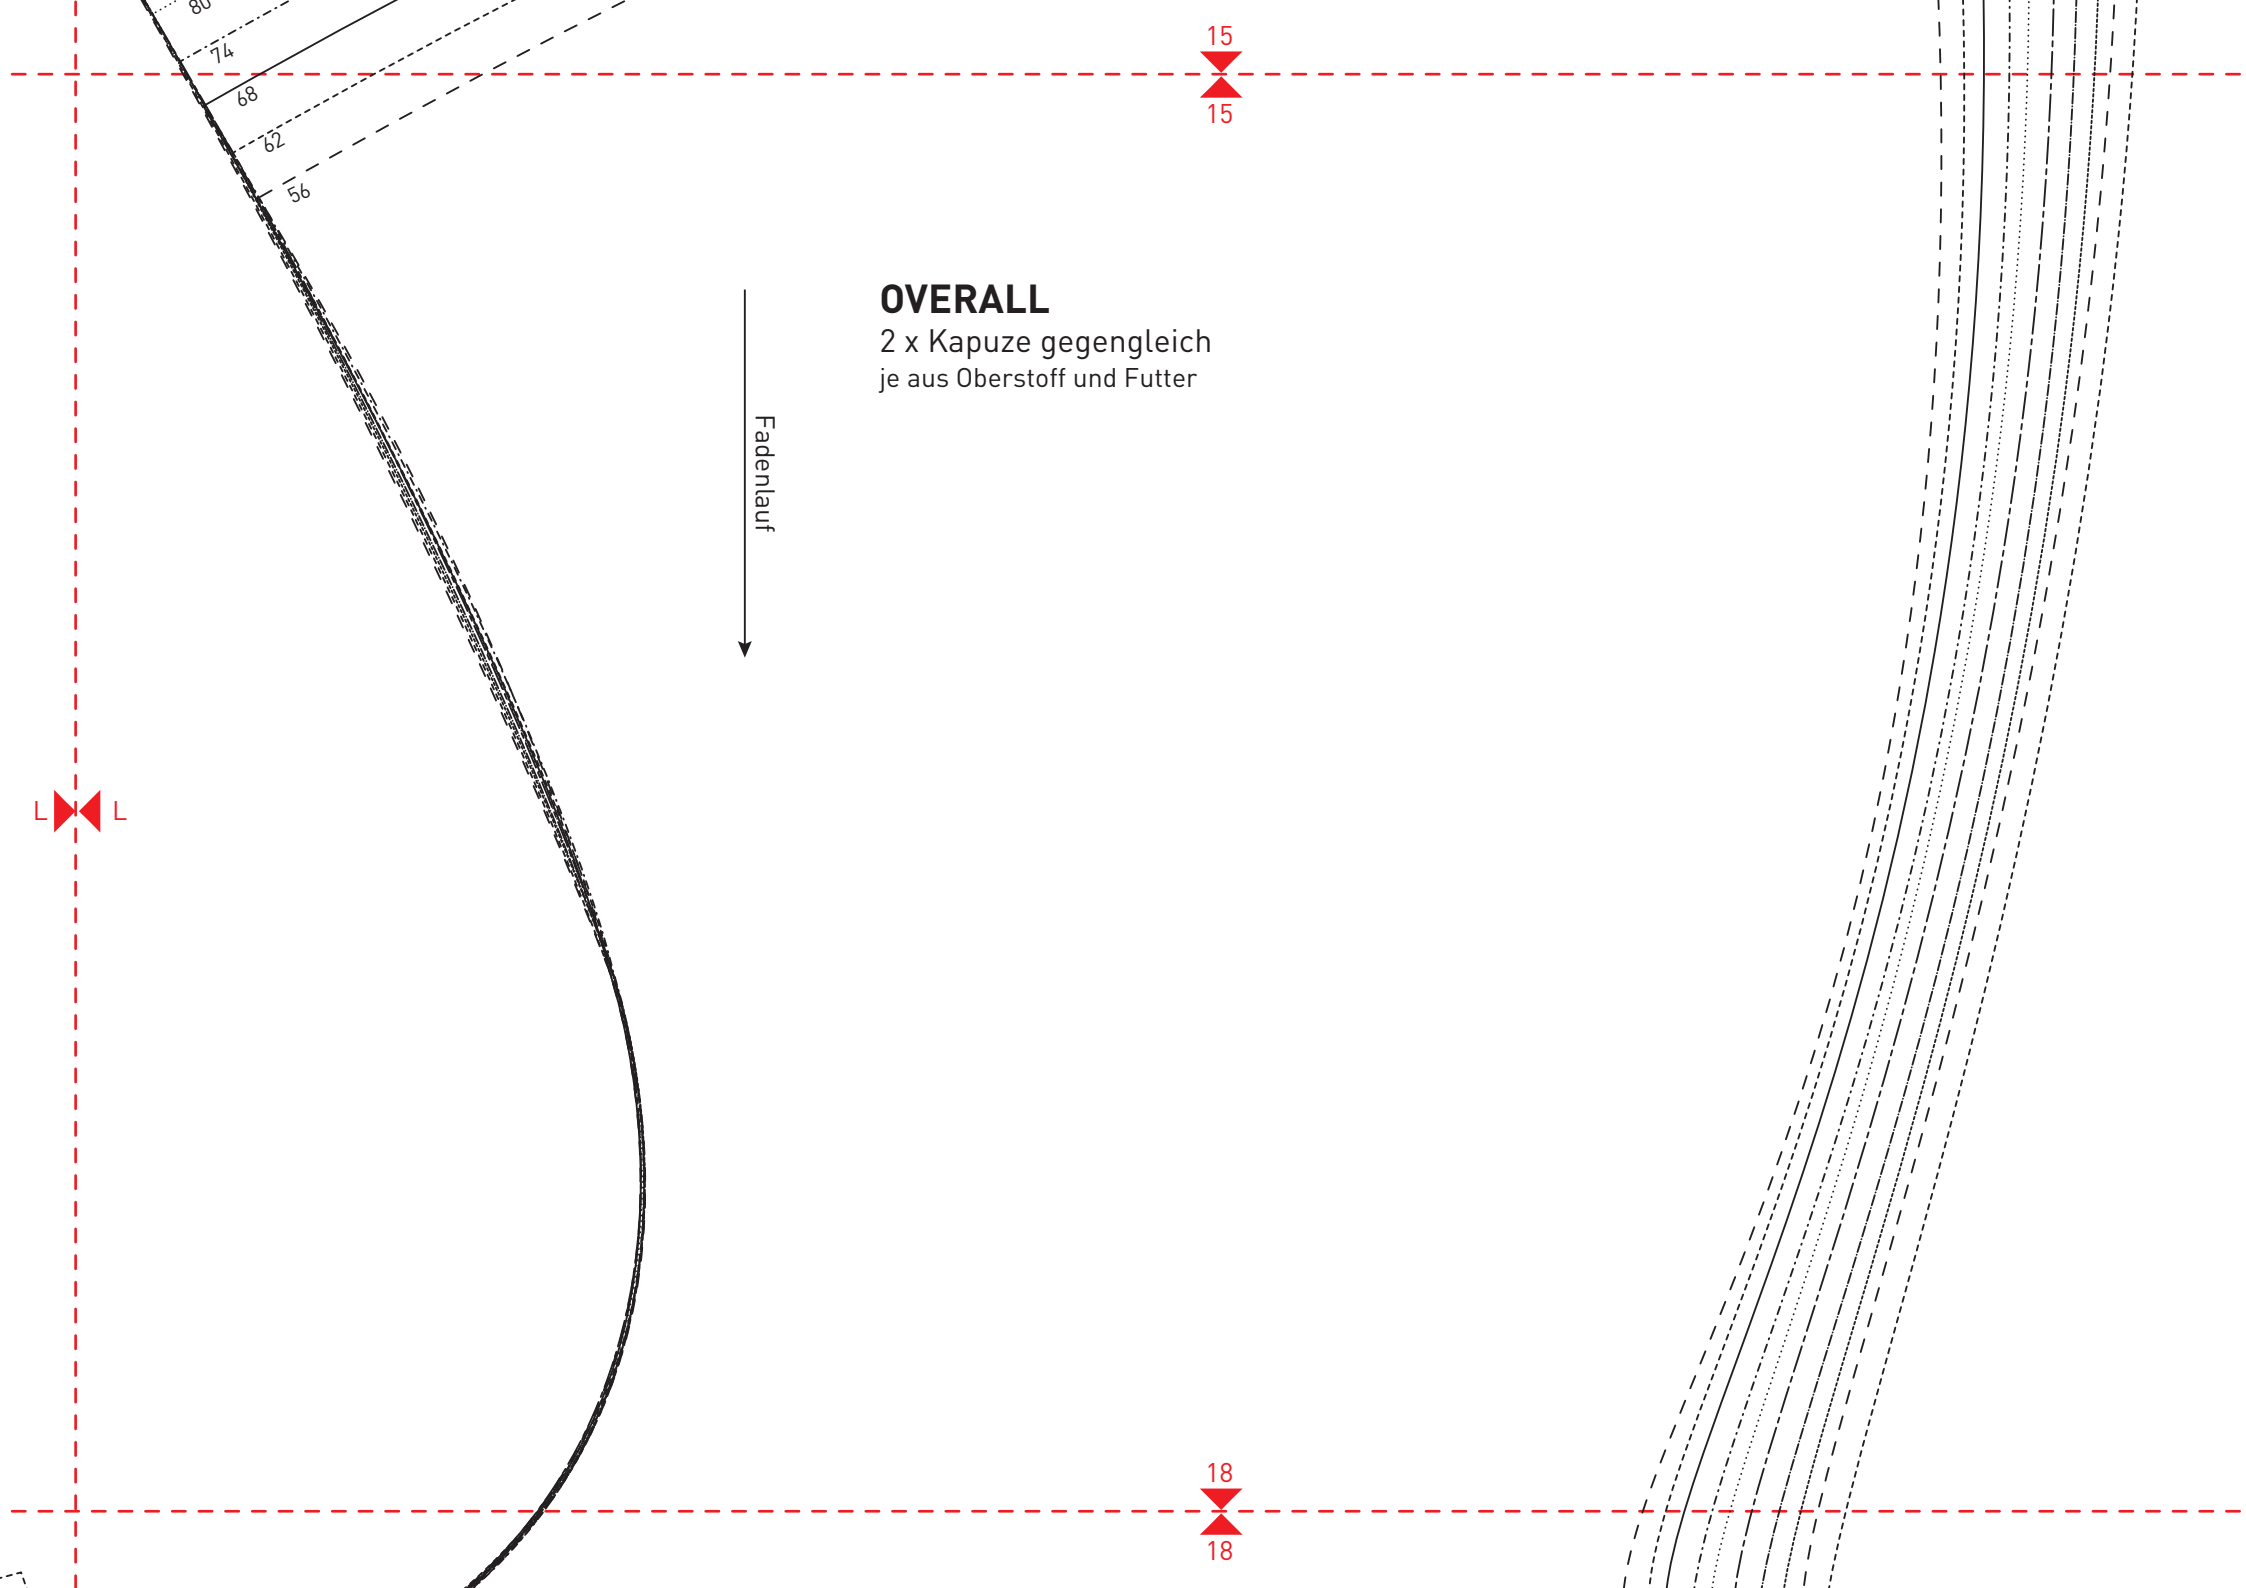 80
15
74
68
15
62
56
OVERALL
2 x Kapuze gegengleich
je aus Oberstoff und Futter
Fadenlauf
L L
18
18